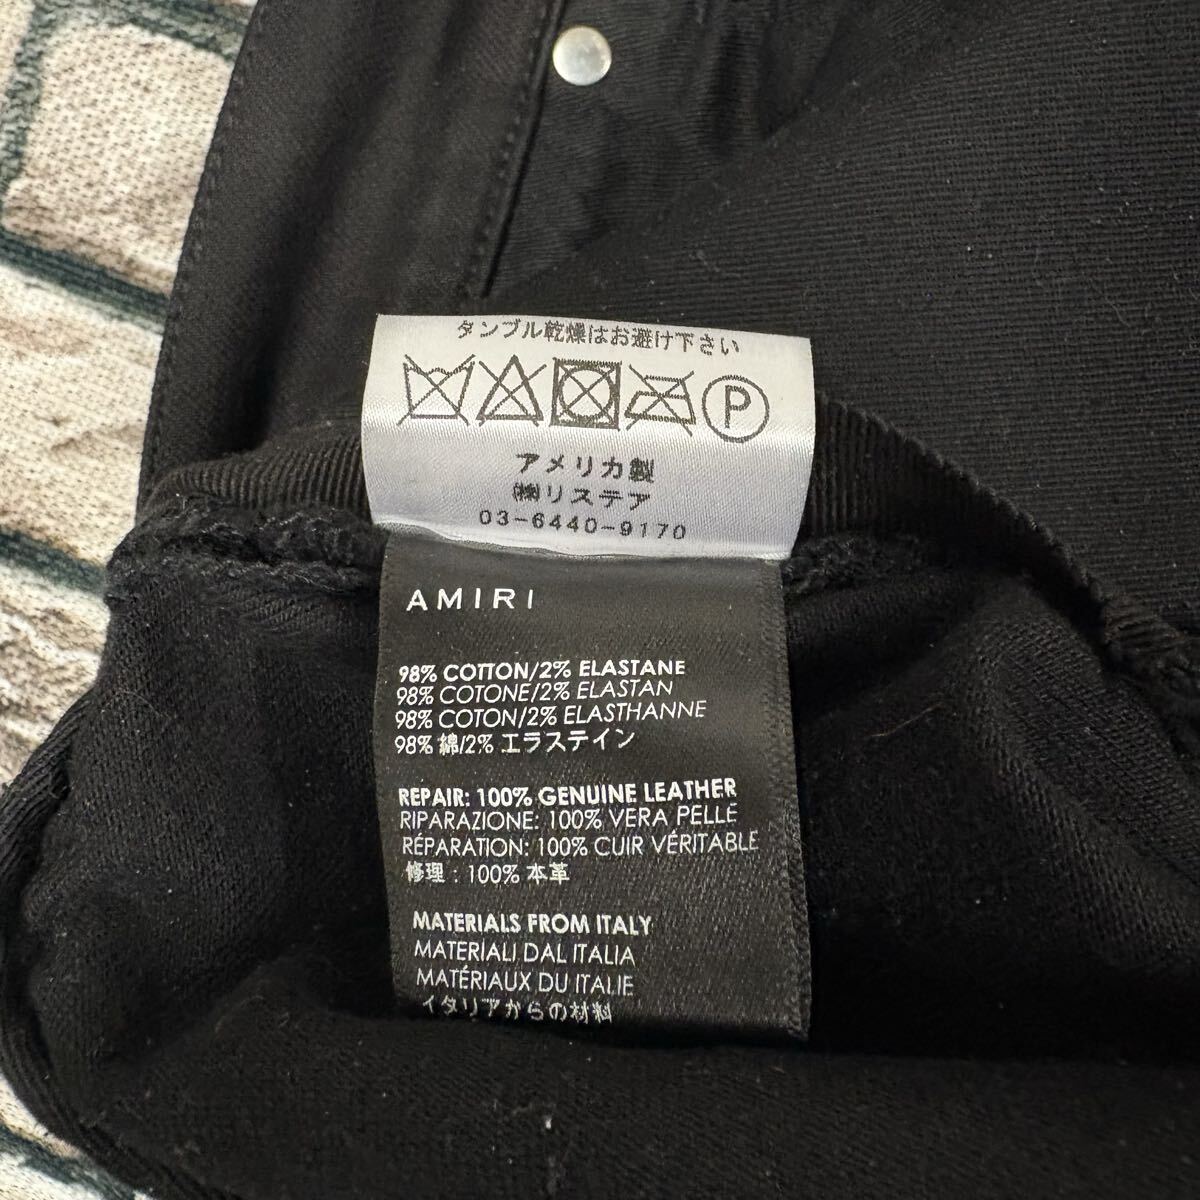 タンブル乾燥はお避け下さい
P
アメリカ製
㈱リステア
03-6440-9170
AMIRI
98% COTTON/2% ELASTANE
98% COTONE/2% ELASTAN
98% COTON/2% ELASTHANNE
98% 綿/2% エラステイン
REPAIR: 100% GENUINE LEATHER
RIPARAZIONE: 100% VERA PELLE
RÉPARATION: 100% CUIR VÉRITABLE
修理 : 100% 本革
MATERIALS FROM ITALY
MATERIALI DAL ITALIA
MATÉRIAUX DU ITALIE
イタリアからの材料